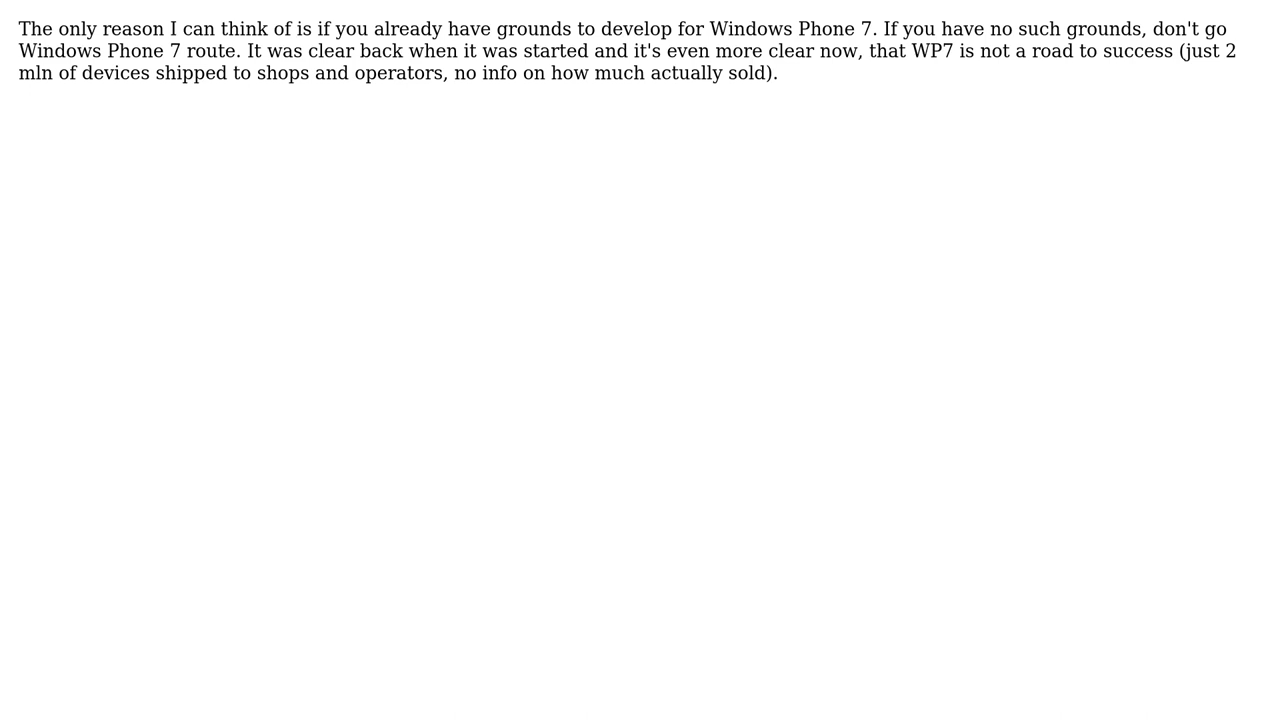 The only reason I can think of is if you already have grounds to develop for Windows Phone 7. If you have no such grounds, don't go
Windows Phone 7 route. It was clear back when it was started and it's even more clear now, that WP7 is not a road to success (just 2
mln of devices shipped to shops and operators, no info on how much actually sold).